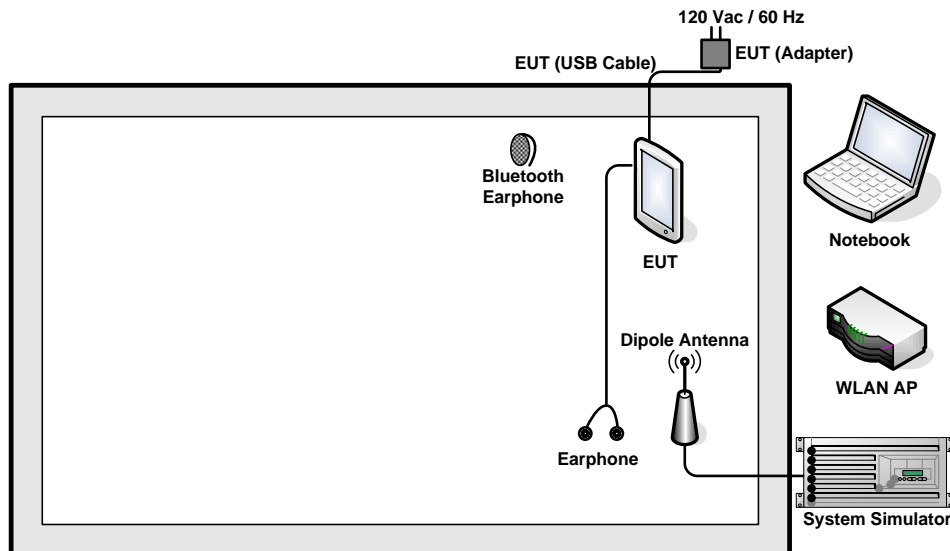 120 Vac / 60 Hz
EUT (USB Cable)
EUT (Adapter)
Bluetooth
Earphone
EUT
Notebook
Dipole Antenna
WLAN AP
Earphone
System Simulator